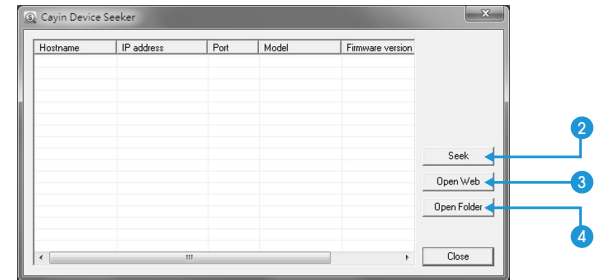 Cayin Device Seeker
Hostname IP address Port Model Firmware version
2
Seek
Open Web 3
Open Folder
4
Close